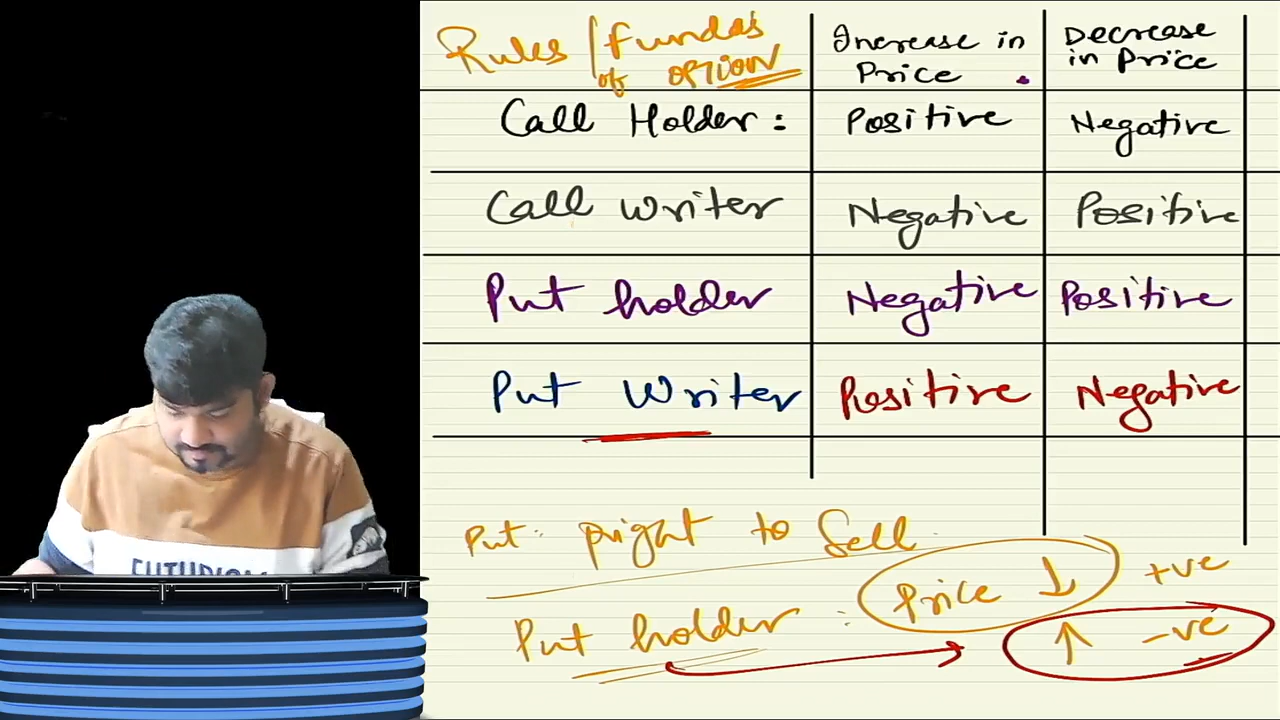 Rules / Funda's of OPTION
Increase in Price
Decrease in Price
Call Holder : Positive Negative
Call Writer Negative Positive
Put holder Negative Positive
Put Writer Positive Negative
Put: right to Sell
Put holder : Price ↓ +ve
↑ -ve